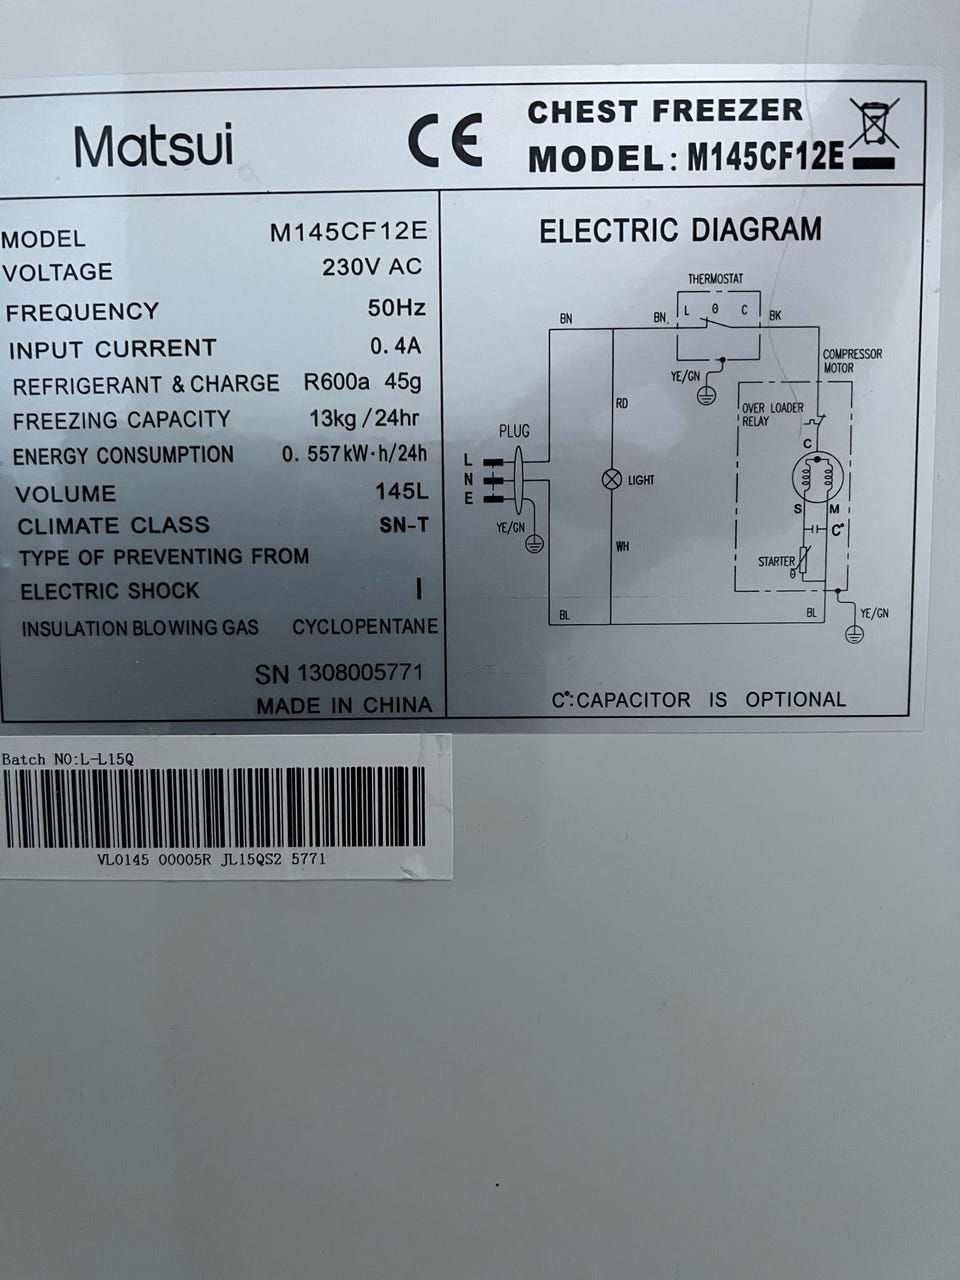 Matsui
CE
CHEST FREEZER
MODEL: M145CF12E
MODEL M145CF12E
VOLTAGE 230V AC
FREQUENCY 50Hz
INPUT CURRENT 0.4A
REFRIGERANT & CHARGE R600a 45g
FREEZING CAPACITY 13kg/24hr
ENERGY CONSUMPTION 0.557kW·h/24h
VOLUME 145L
CLIMATE CLASS SN-T
TYPE OF PREVENTING FROM
ELECTRIC SHOCK I
INSULATION BLOWING GAS CYCLOPENTANE
SN 1308005771
MADE IN CHINA
ELECTRIC DIAGRAM
THERMOSTAT
BN
BN
L θ C
BK
YE/GN
COMPRESSOR
MOTOR
RD
OVER LOADER
RELAY
PLUG
C
L
N
E
LIGHT
S M
YE/GN
C*
WH
STARTER
θ
BL
BL
YE/GN
C*:CAPACITOR IS OPTIONAL
Batch NO:L-L15Q
VL0145 00005R JL15QS2 5771